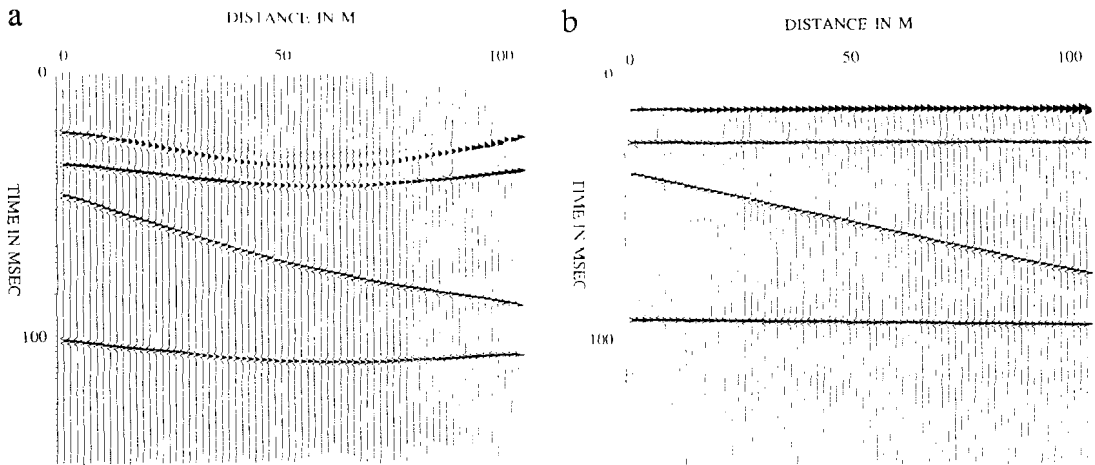 a
DISTANCE IN M
0 50 100
0
100
TIME IN MSEC
b
DISTANCE IN M
0 50 100
0
100
TIME IN MSEC